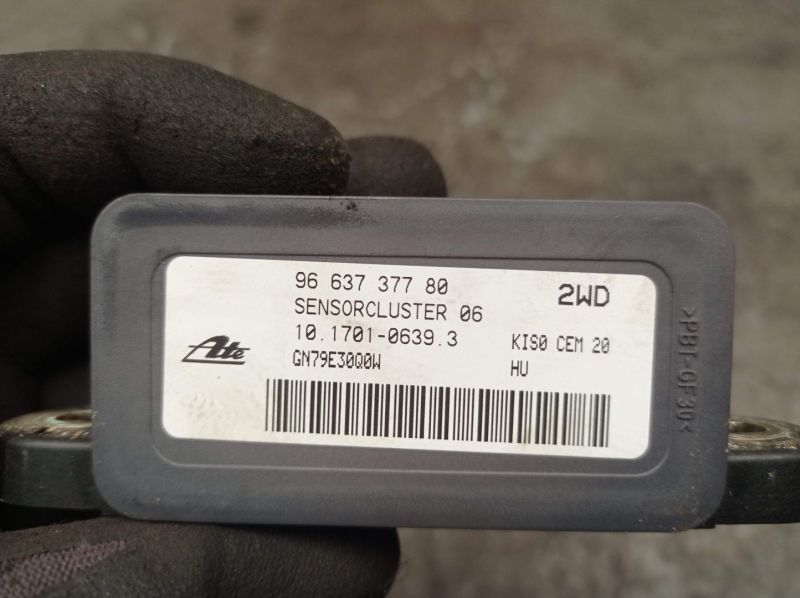 96 637 377 80
2WD
SENSORCLUSTER 06
10.1701-0639.3
KIS0 CEM 20
Ate
GN79E30Q0W
HU
>PBT-GF30<